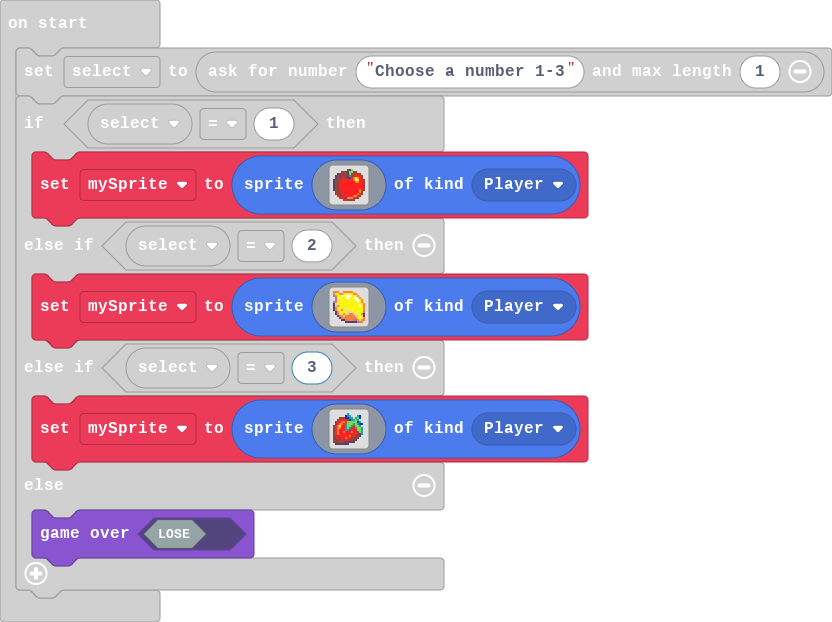 on start
set select to ask for number "Choose a number 1-3" and max length 1
if select = 1 then
set mySprite to sprite of kind Player
else if select = 2 then
set mySprite to sprite of kind Player
else if select = 3 then
set mySprite to sprite of kind Player
else
game over LOSE